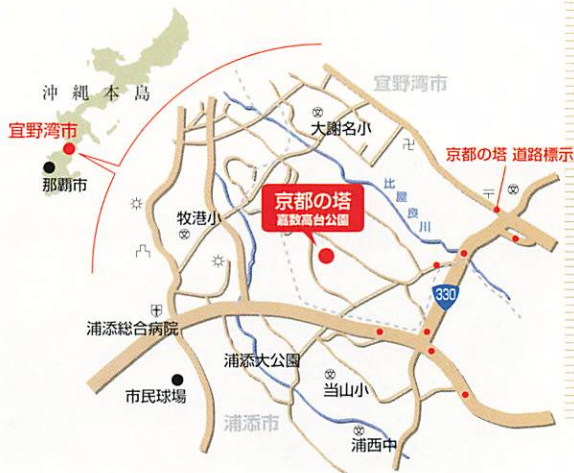 沖縄本島
宜野湾市
那覇市
宜野湾市
大謝名小
京都の塔 道路標示
比屋良川
京都の塔
嘉数高台公園
牧港小
330
浦添総合病院
浦添大公園
市民球場
当山小
浦添市
浦西中